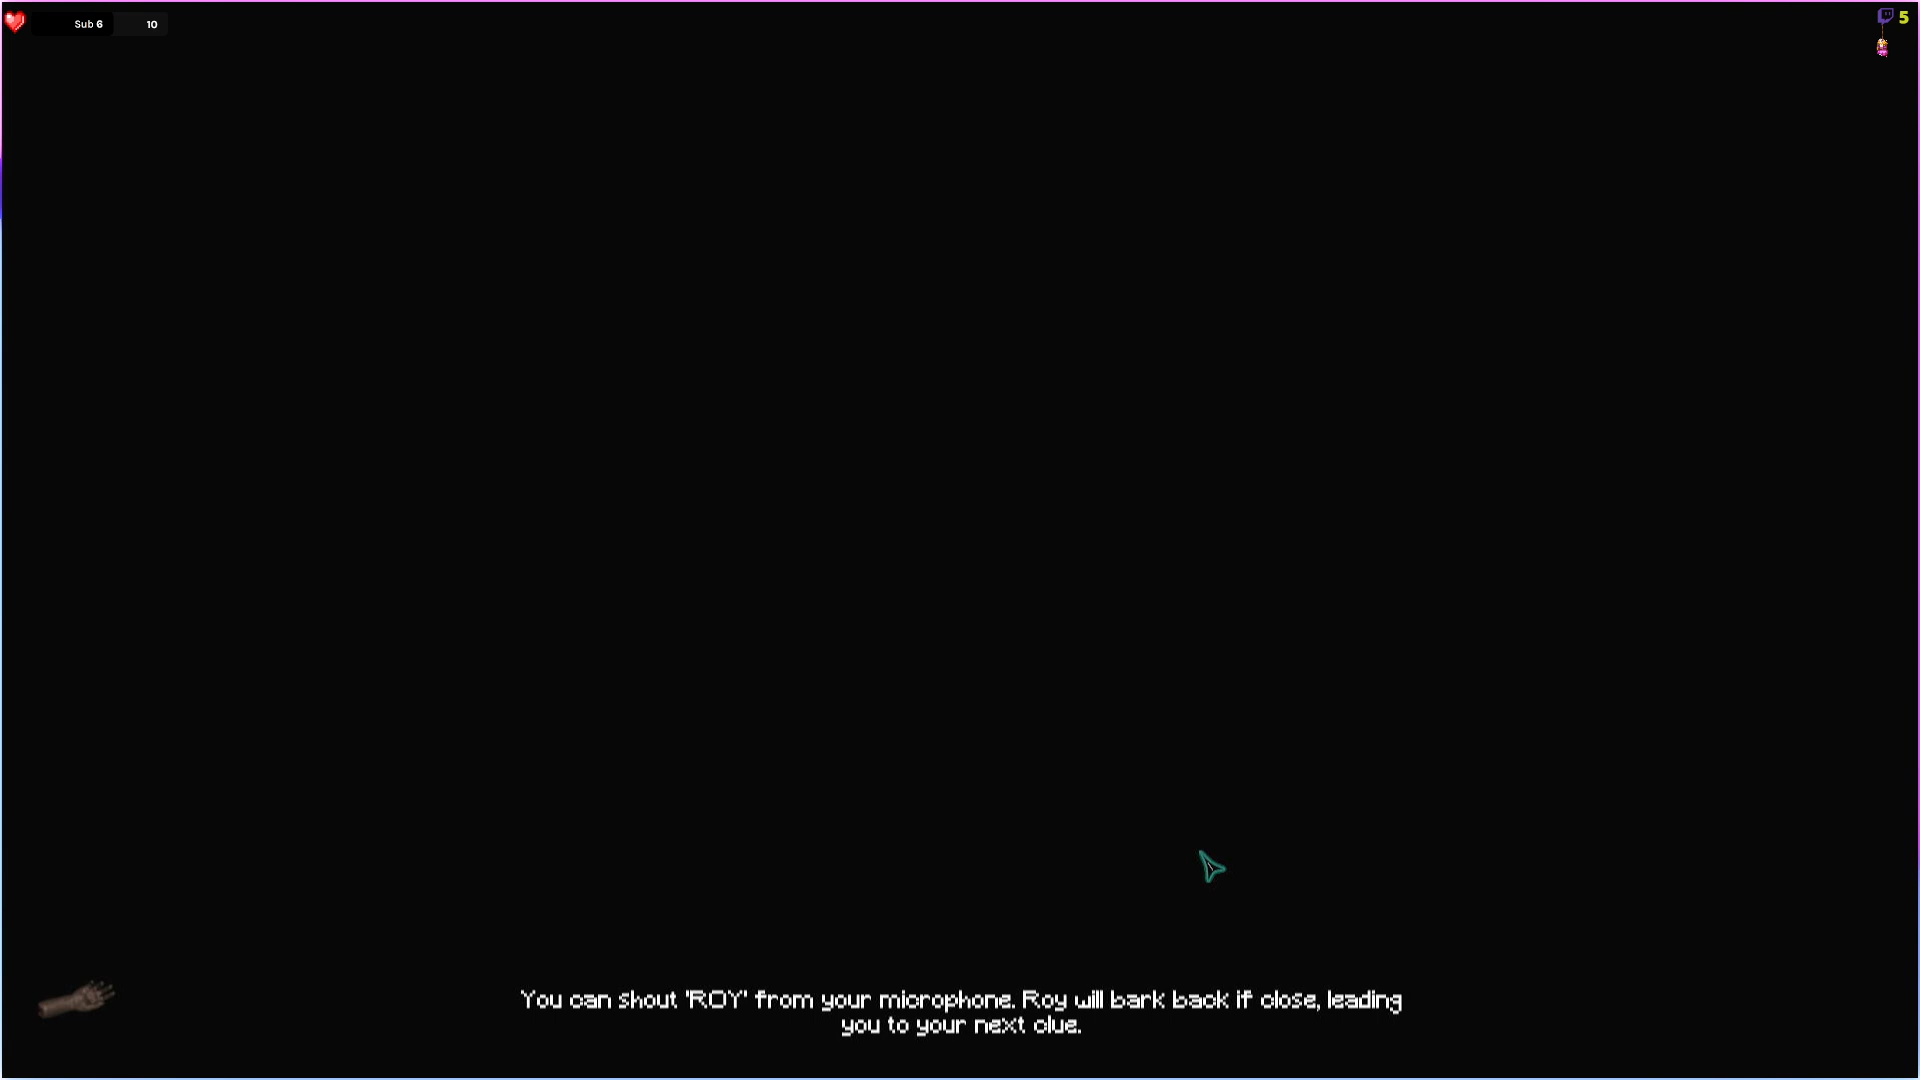 Sub 6
10
5
You can shout 'ROY' from your microphone. Roy will bark back if close, leading
you to your next clue.